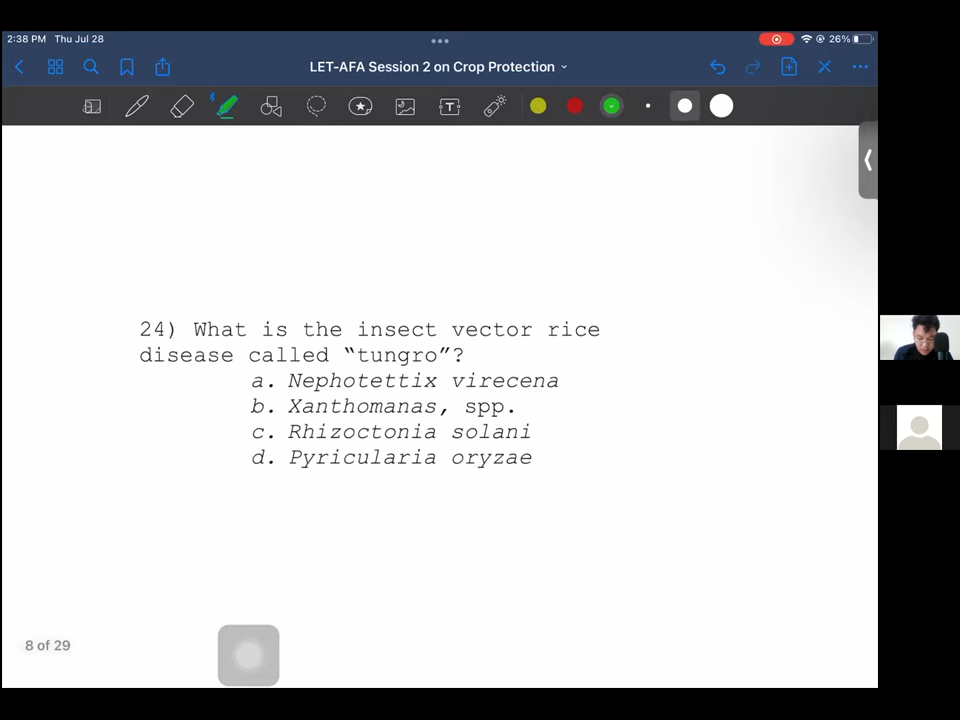 2:38 PM Thu Jul 28
26%
LET-AFA Session 2 on Crop Protection
24) What is the insect vector rice
disease called “tungro”?
a. Nephotettix virecena
b. Xanthomanas, spp.
c. Rhizoctonia solani
d. Pyricularia oryzae
8 of 29